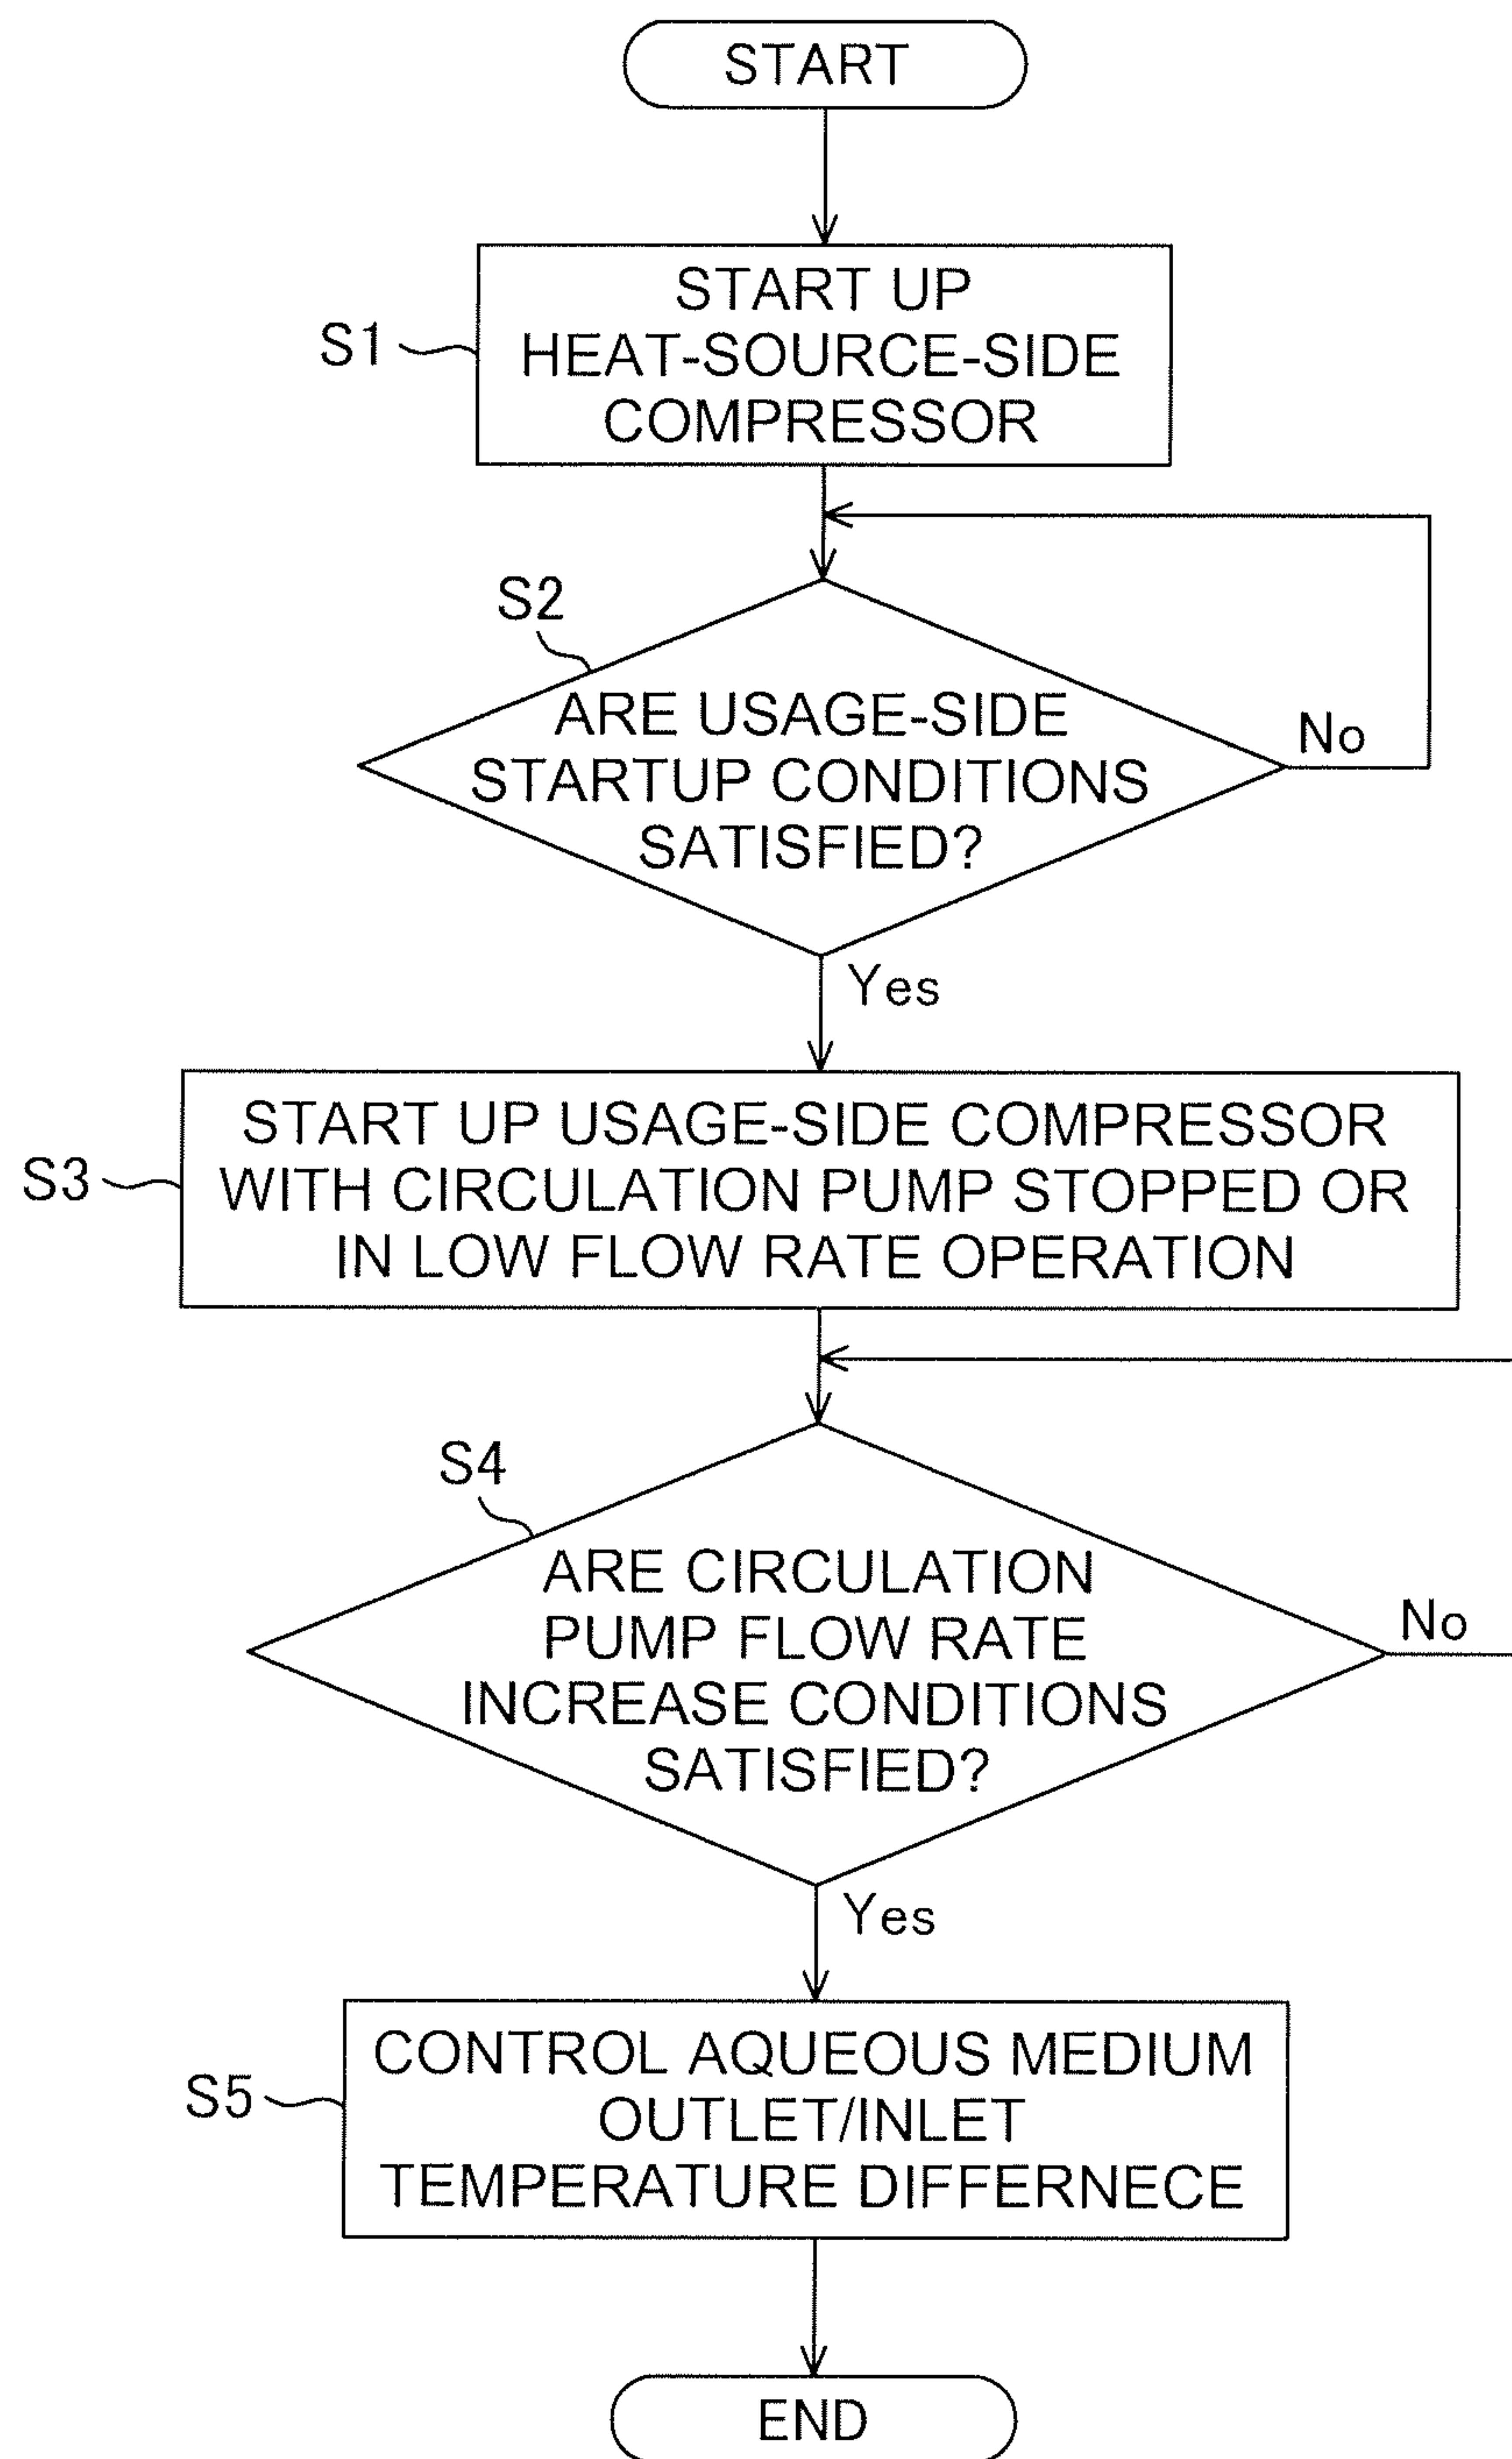 START
START UP
HEAT-SOURCE-SIDE
COMPRESSOR
S1
S2
ARE USAGE-SIDE
STARTUP CONDITIONS
SATISFIED?
No
Yes
START UP USAGE-SIDE COMPRESSOR
WITH CIRCULATION PUMP STOPPED OR
IN LOW FLOW RATE OPERATION
S3
S4
ARE CIRCULATION
PUMP FLOW RATE
INCREASE CONDITIONS
SATISFIED?
No
Yes
CONTROL AQUEOUS MEDIUM
OUTLET/INLET
TEMPERATURE DIFFERNECE
S5
END